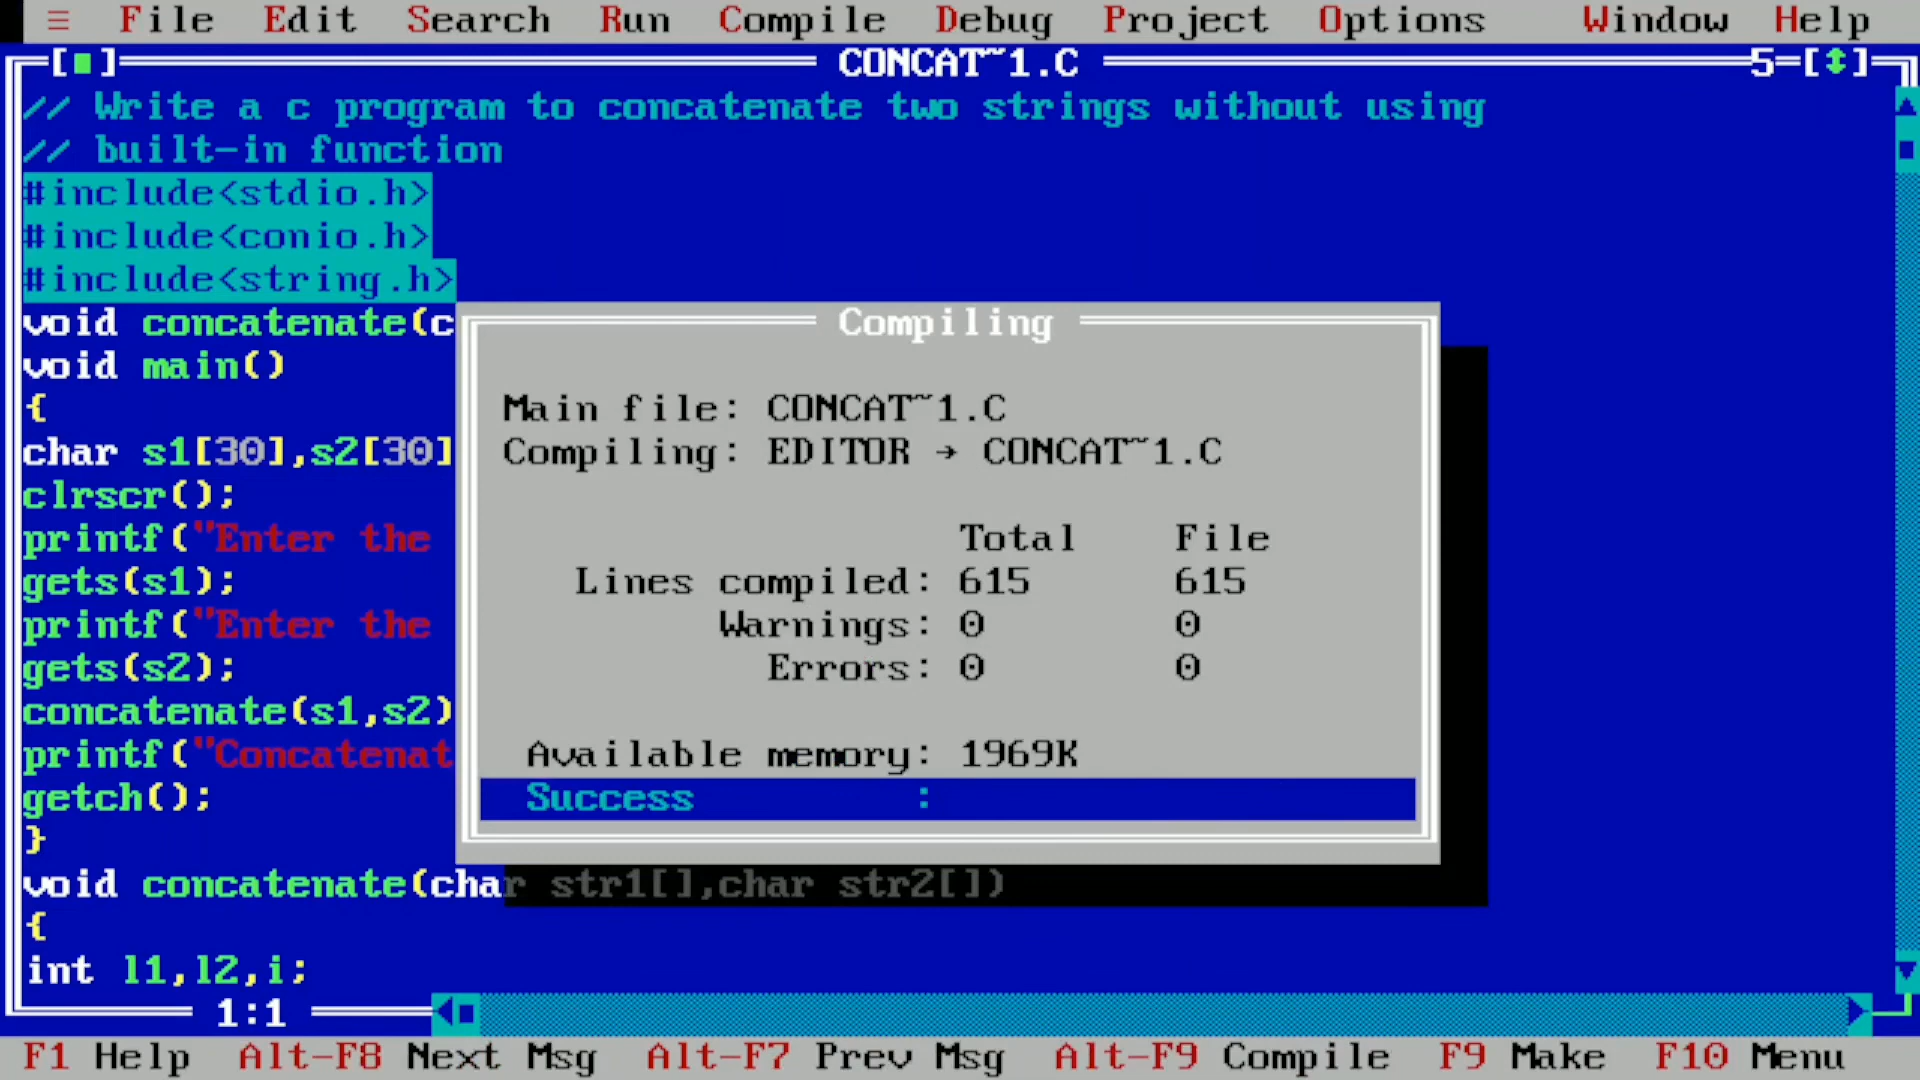 ≡ File Edit Search Run Compile Debug Project Options Window Help
[■] CONCAT~1.C 5=[↕]
// Write a c program to concatenate two strings without using
// built-in function
#include<stdio.h>
#include<conio.h>
#include<string.h>
void concatenate(c
void main()
{
char s1[30],s2[30]
clrscr();
printf("Enter the
gets(s1);
printf("Enter the
gets(s2);
concatenate(s1,s2)
printf("Concatenat
getch();
}
void concatenate(char str1[],char str2[])
{
int l1,l2,i;
Compiling
Main file: CONCAT~1.C
Compiling: EDITOR → CONCAT~1.C
Total File
Lines compiled: 615 615
Warnings: 0 0
Errors: 0 0
Available memory: 1969K
Success :
1:1
F1 Help Alt-F8 Next Msg Alt-F7 Prev Msg Alt-F9 Compile F9 Make F10 Menu